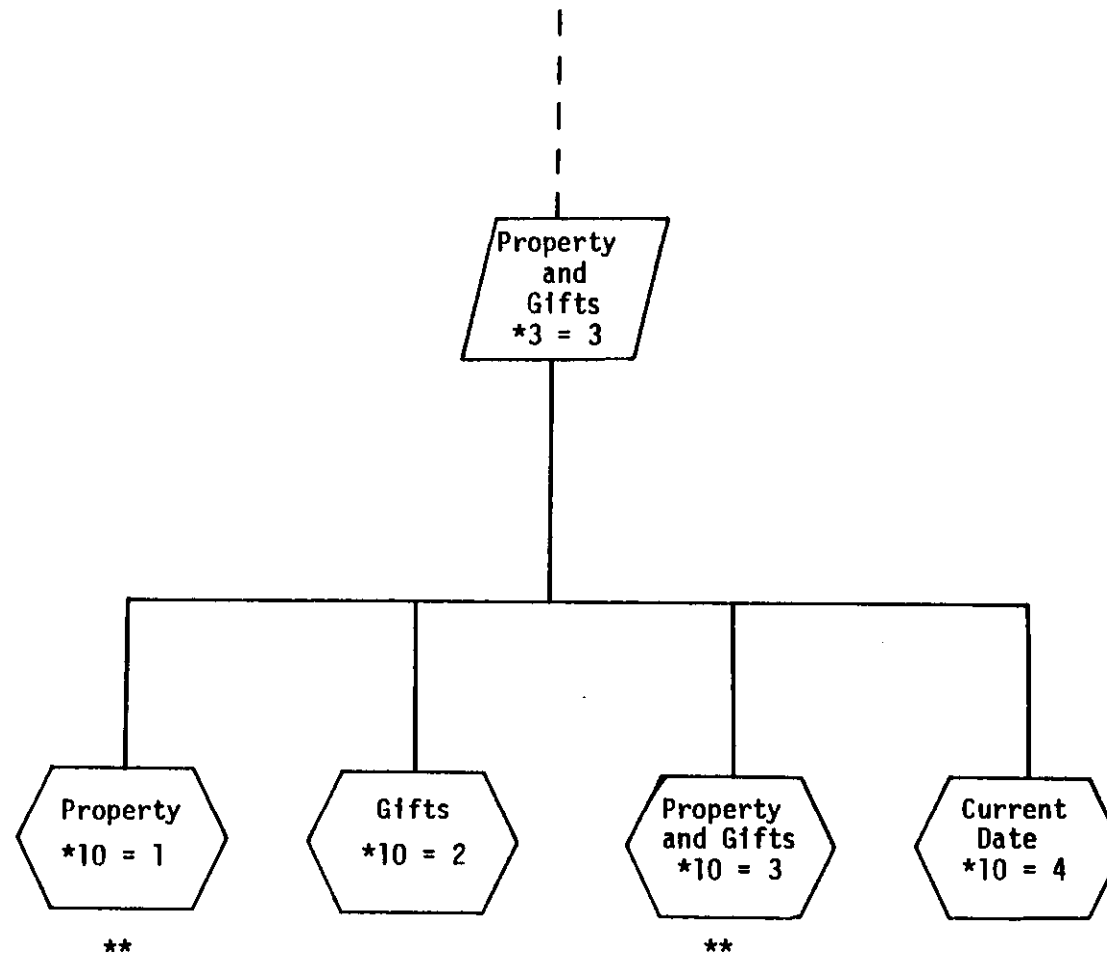 Property
and
Gifts
*3 = 3
Property
*10 = 1
Gifts
*10 = 2
Property
and Gifts
*10 = 3
Current
Date
*10 = 4
**
**